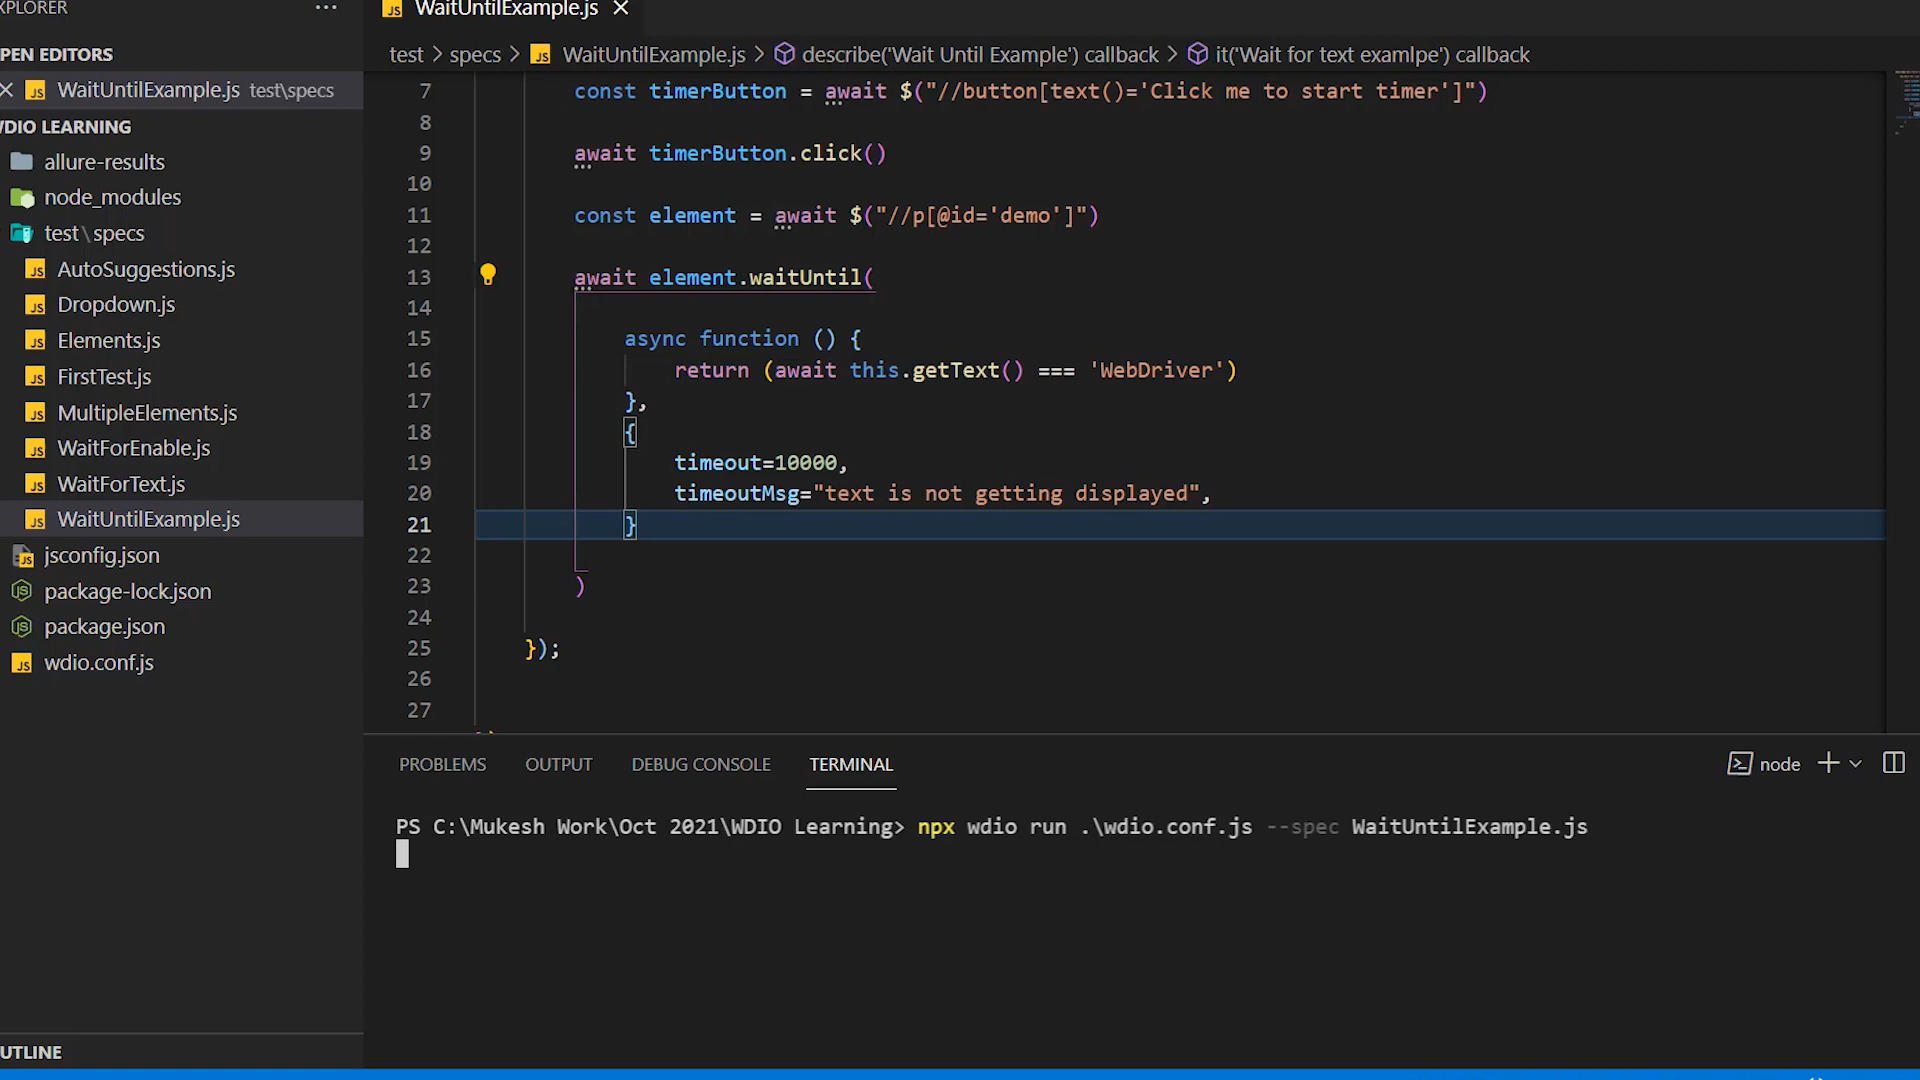 XPLORER
WaitUntilExample.js
PEN EDITORS
WaitUntilExample.js test\specs
WDIO LEARNING
allure-results
node_modules
test\specs
AutoSuggestions.js
Dropdown.js
Elements.js
FirstTest.js
MultipleElements.js
WaitForEnable.js
WaitForText.js
WaitUntilExample.js
jsconfig.json
package-lock.json
package.json
wdio.conf.js
UTLINE
test > specs > WaitUntilExample.js > describe('Wait Until Example') callback > it('Wait for text examlpe') callback
7 const timerButton = await $("//button[text()='Click me to start timer']")
8
9 await timerButton.click()
10
11 const element = await $("//p[@id='demo']")
12
13 await element.waitUntil(
14
15 async function () {
16 return (await this.getText() === 'WebDriver')
17 },
18 {
19 timeout=10000,
20 timeoutMsg="text is not getting displayed",
21 }
22
23 )
24
25 });
26
27
PROBLEMS OUTPUT DEBUG CONSOLE TERMINAL
node
PS C:\Mukesh Work\Oct 2021\WDIO Learning> npx wdio run .\wdio.conf.js --spec WaitUntilExample.js